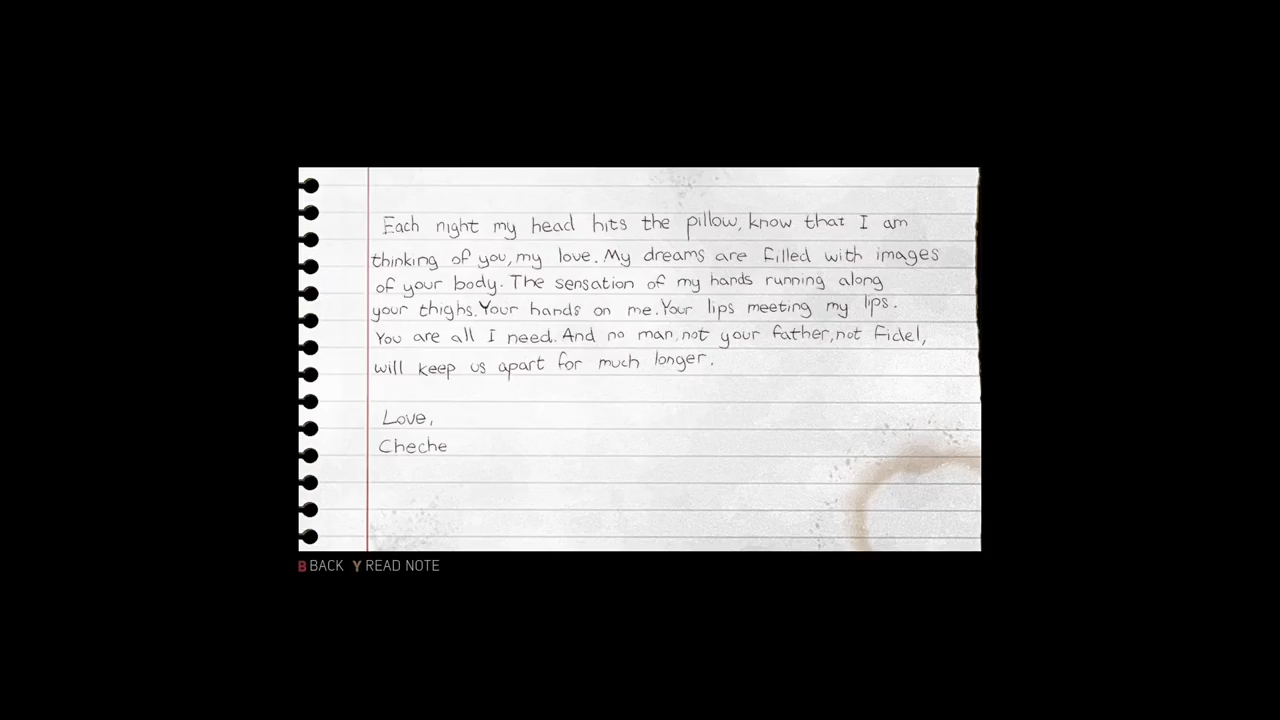 Each night my head hits the pillow, know that I am
thinking of you, my love. My dreams are filled with images
of your body. The sensation of my hands running along
your thighs. Your hands on me. Your lips meeting my lips.
You are all I need. And no man, not your father, not Fidel,
will keep us apart for much longer.
Love,
Cheche
B BACK Y READ NOTE